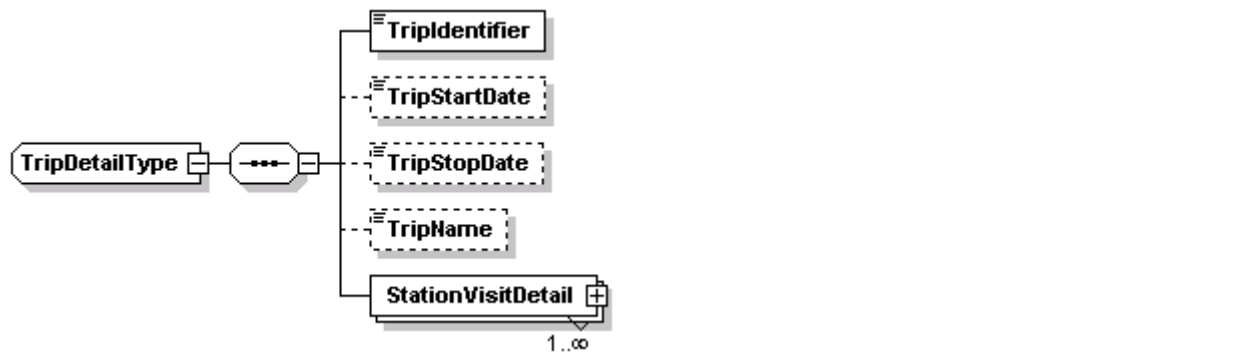 TripIdentifier
TripStartDate
TripDetailType
TripStopDate
TripName
StationVisitDetail
1..∞